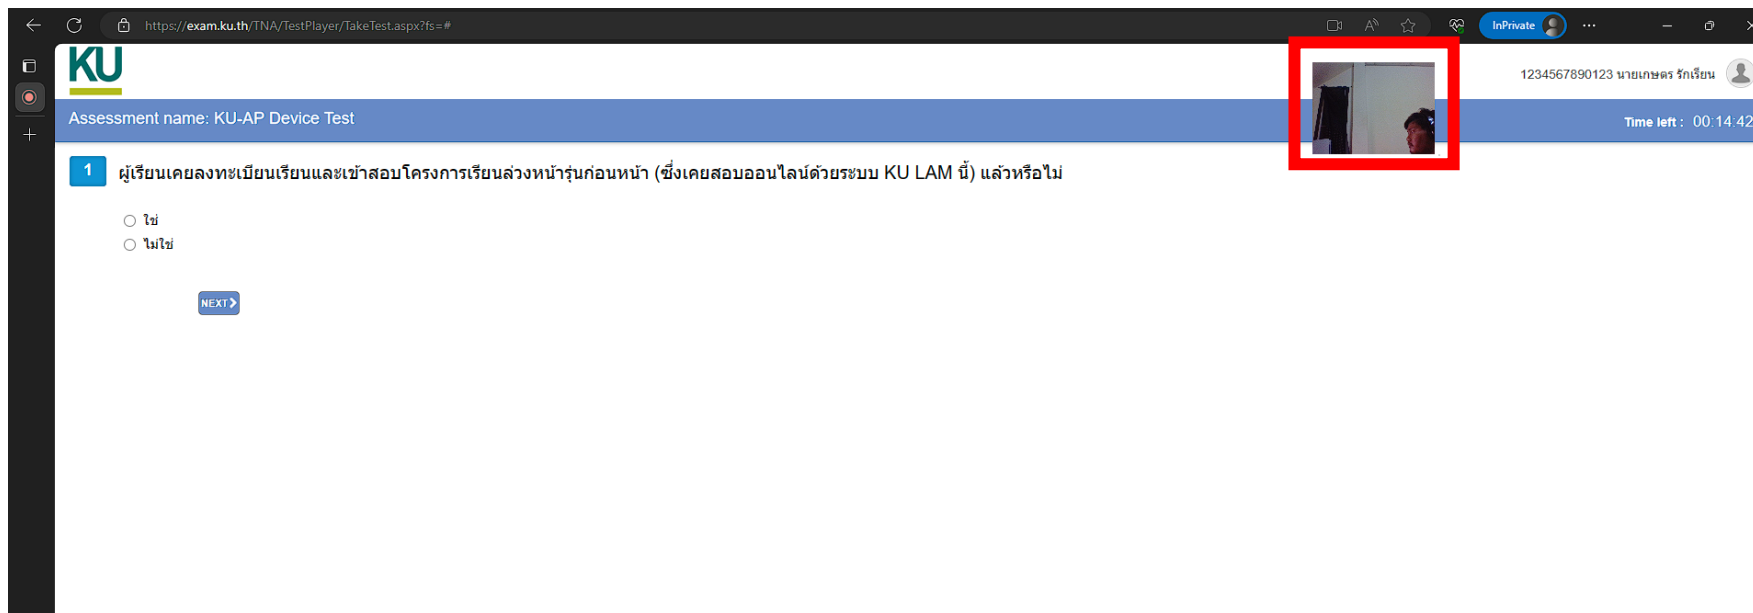 https://exam.ku.th/TNA/TestPlayer/TakeTest.aspx?fs=#
InPrivate
KU
1234567890123 นายเกษตร รักเรียน
Assessment name: KU-AP Device Test
Time left : 00:14:42
1 ผู้เรียนเคยลงทะเบียนเรียนและเข้าสอบโครงการเรียนล่วงหน้ารุ่นก่อนหน้า (ซึ่งเคยสอบออนไลน์ด้วยระบบ KU LAM นี้) แล้วหรือไม่
ใช่
ไม่ใช่
NEXT